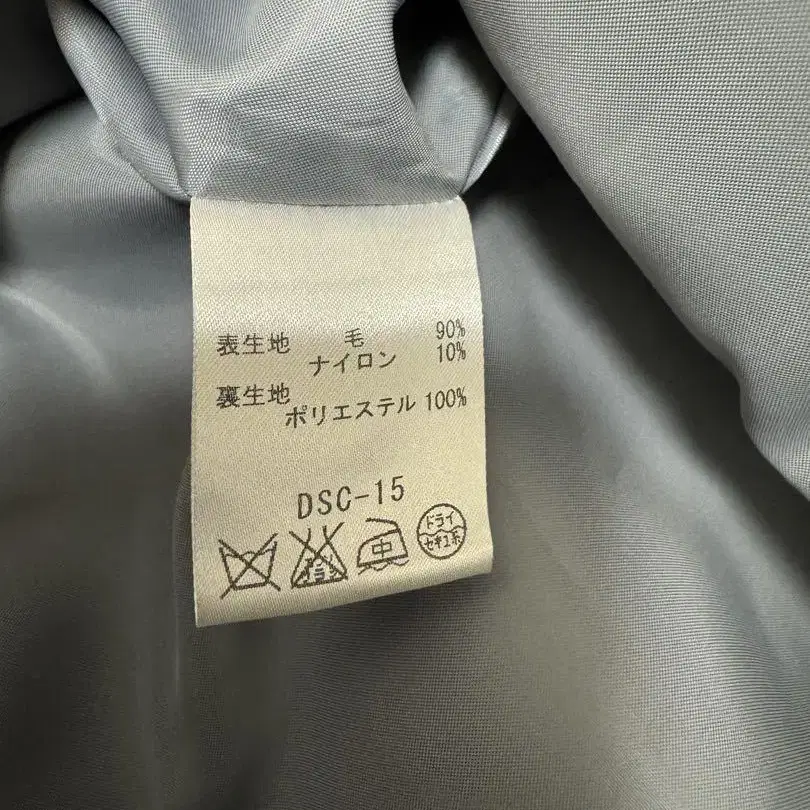 表生地 毛 90%
ナイロン 10%
裏生地
ポリエステル 100%
DSC-15
中
ドライ
セキユ系